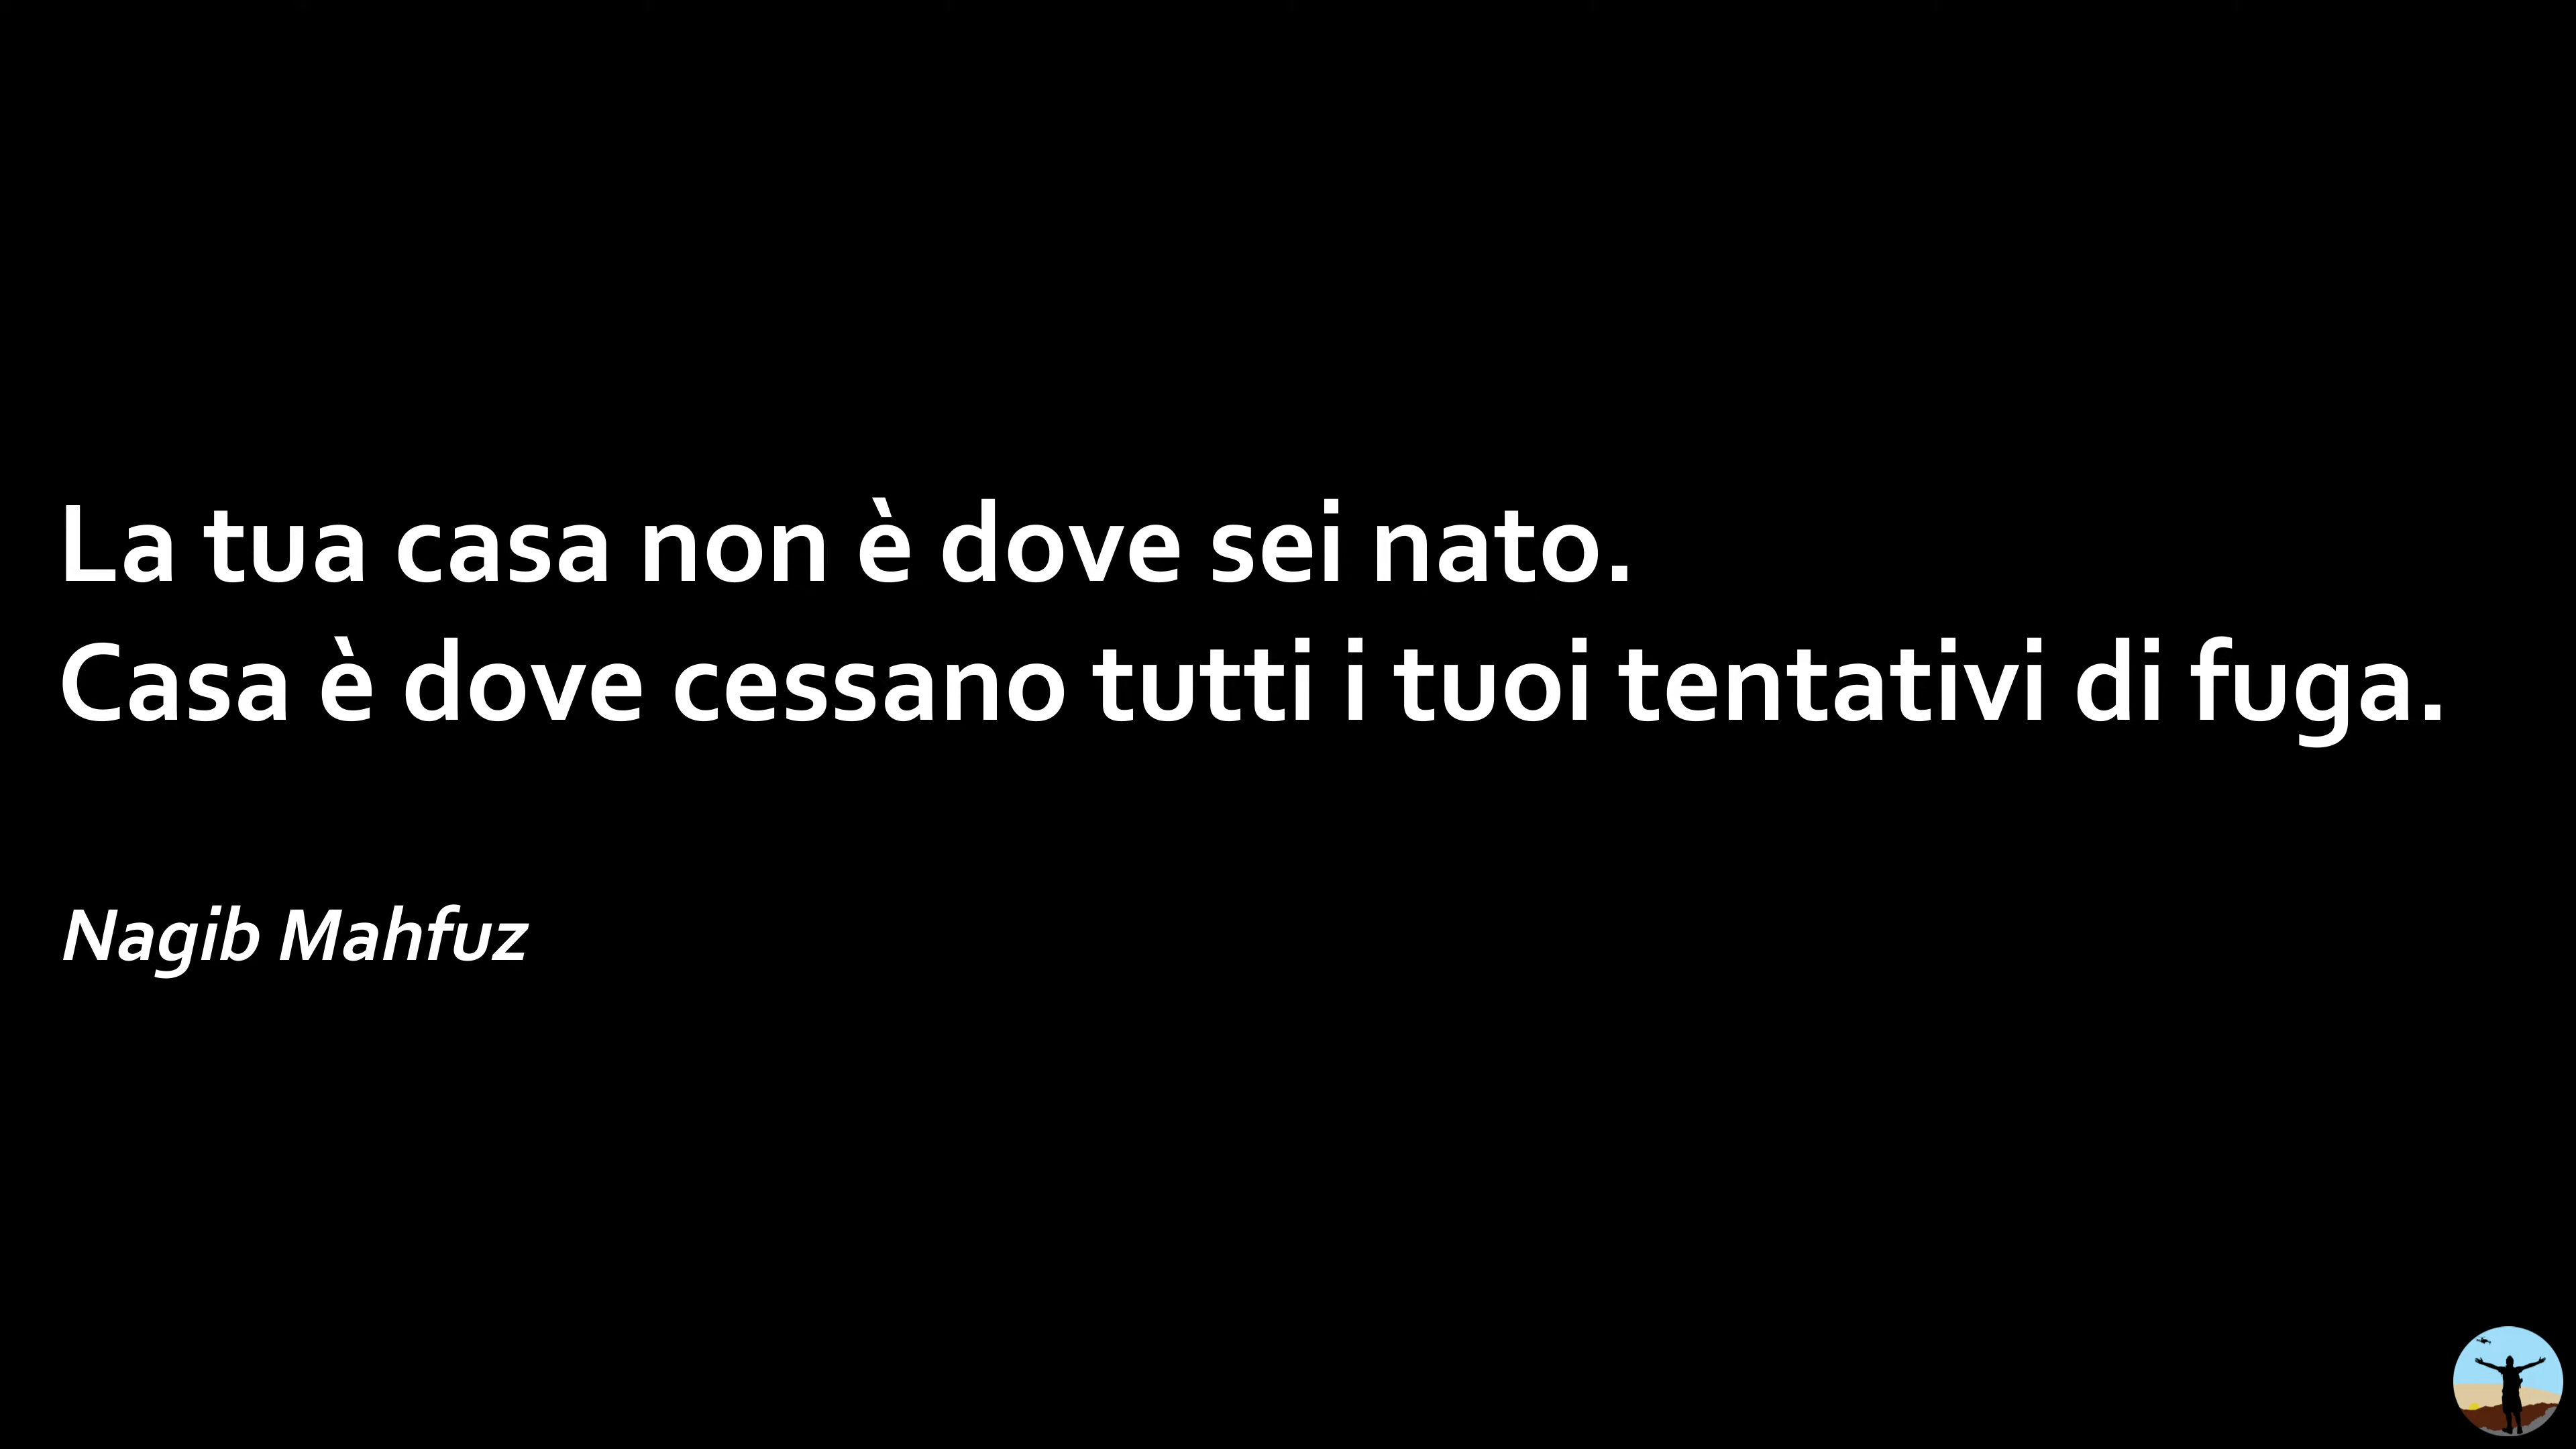 La tua casa non è dove sei nato.
Casa è dove cessano tutti i tuoi tentativi di fuga.
Nagib Mahfuz